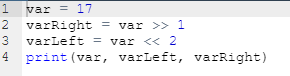 1 var = 17
2 varRight = var >> 1
3 varLeft = var << 2
4 print(var, varLeft, varRight)